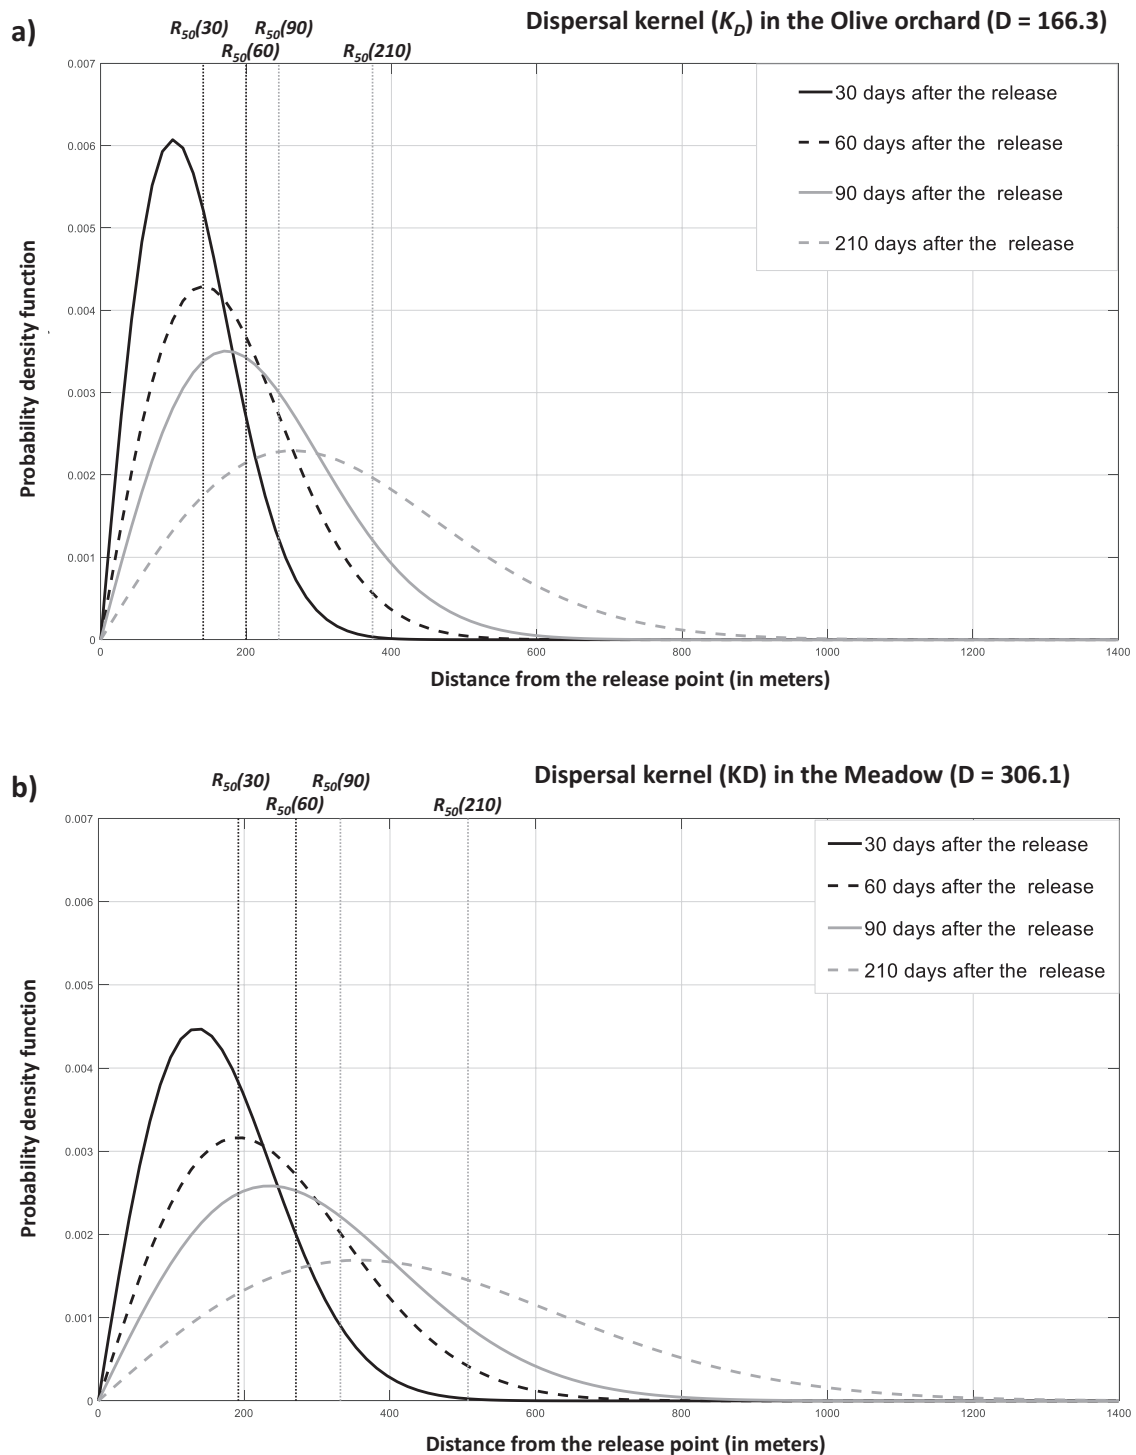 a)
Dispersal kernel (K_D) in the Olive orchard (D = 166.3)
R50(30) R50(90)
R50(60) R50(210)
0.007
0.006
0.005
0.004
0.003
0.002
0.001
0
Probability density function
30 days after the release
60 days after the release
90 days after the release
210 days after the release
0 200 400 600 800 1000 1200 1400
Distance from the release point (in meters)
b)
Dispersal kernel (KD) in the Meadow (D = 306.1)
R50(30) R50(90)
R50(60) R50(210)
0.007
0.006
0.005
0.004
0.003
0.002
0.001
0
Probability density function
30 days after the release
60 days after the release
90 days after the release
210 days after the release
0 200 400 600 800 1000 1200 1400
Distance from the release point (in meters)